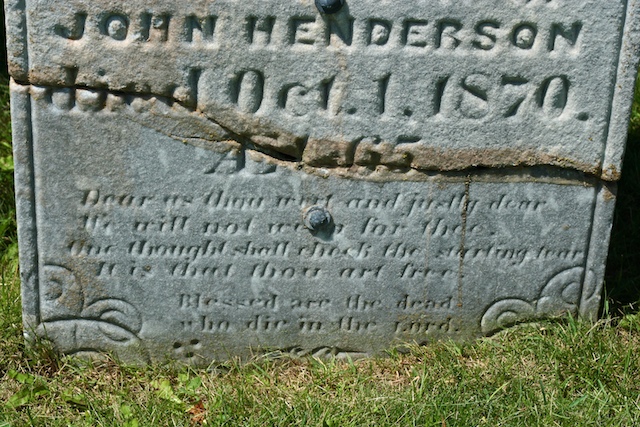 JOHN HENDERSON
died Oct. 1. 1870.
Dear as thou wert and justly dear
We will not weep for thee
One thought shall check the starting tear
It is that thou art free
Blessed are the dead
who die in the Lord.